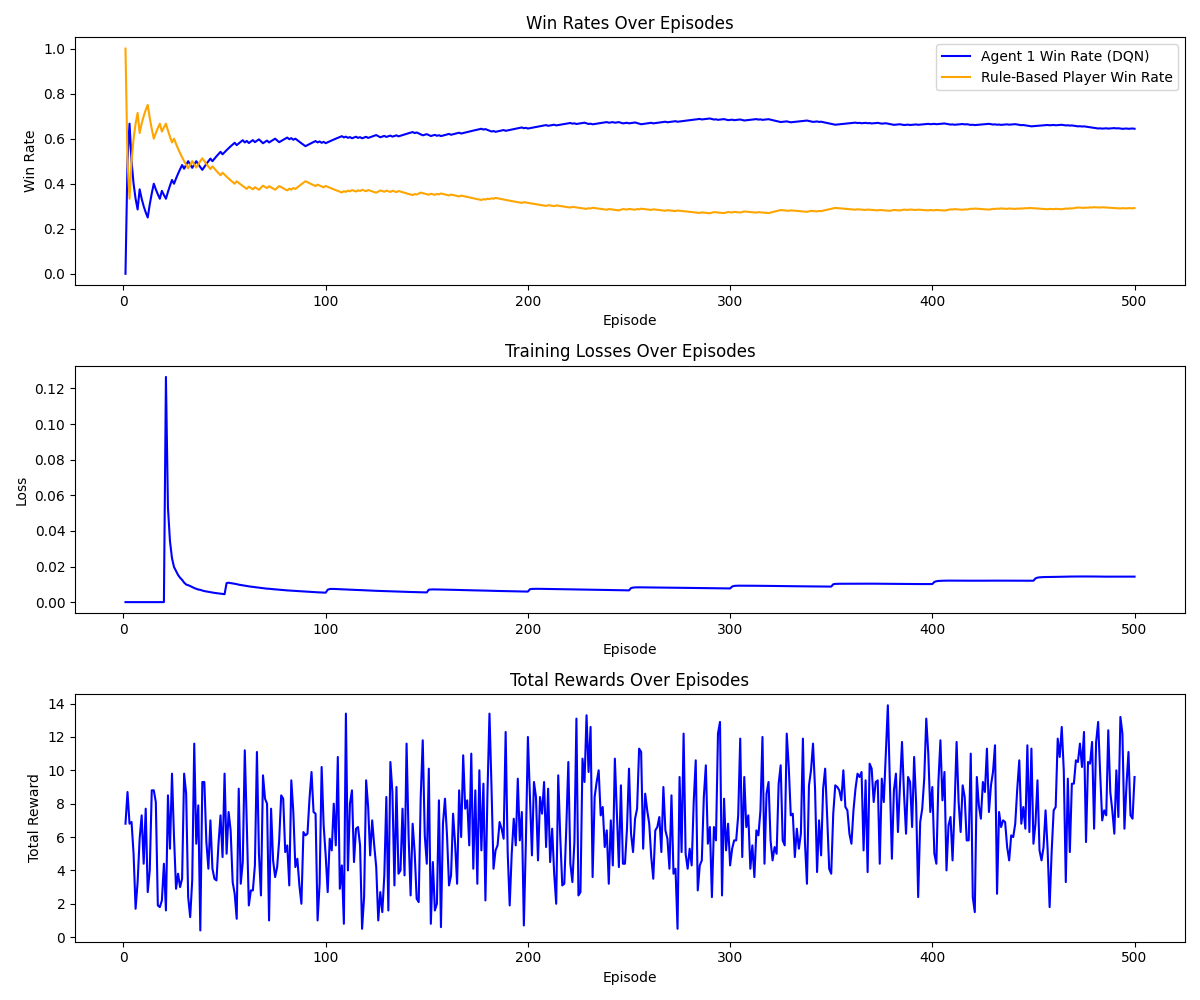 Win Rates Over Episodes
1.0
0.8
0.6
0.4
0.2
0.0
Win Rate
Agent 1 Win Rate (DQN)
Rule-Based Player Win Rate
0 100 200 300 400 500
Episode
Training Losses Over Episodes
0.12
0.10
0.08
0.06
0.04
0.02
0.00
Loss
0 100 200 300 400 500
Episode
Total Rewards Over Episodes
14
12
10
8
6
4
2
0
Total Reward
0 100 200 300 400 500
Episode